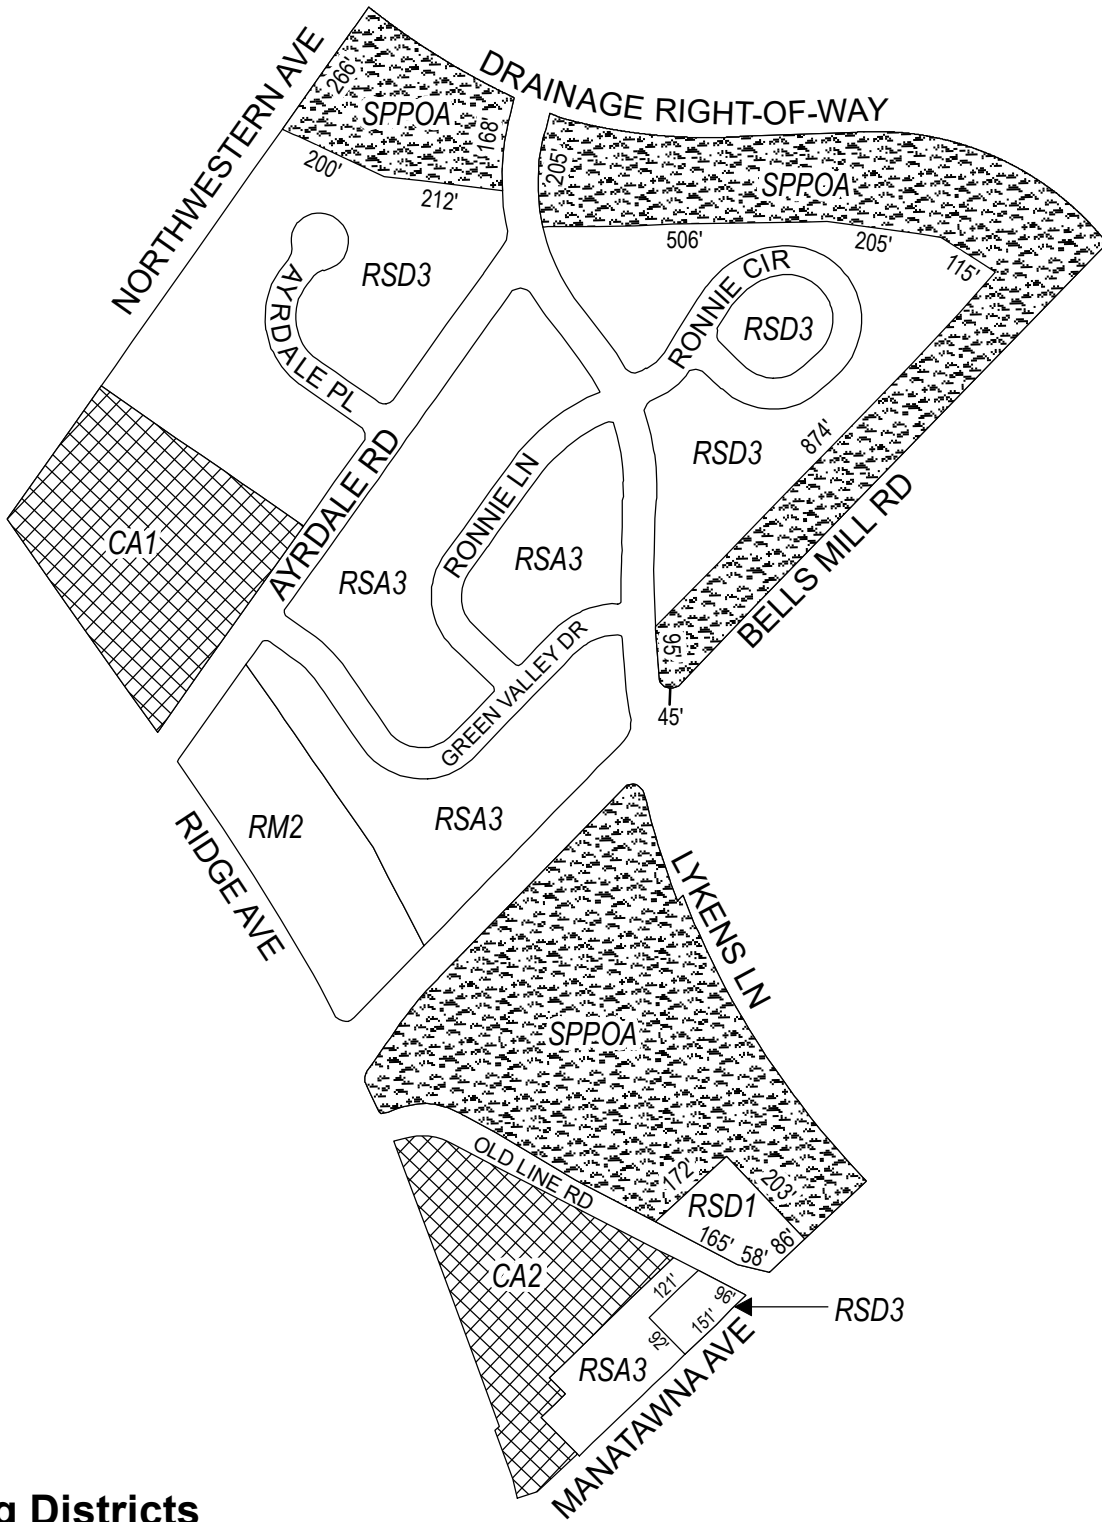 NORTHWESTERN AVE
266'
SPPOA
168'
200'
212'
DRAINAGE RIGHT-OF-WAY
205'
SPPOA
506'
205'
115'
AYRDALE PL
RSD3
RONNIE CIR
RSD3
RSD3
874'
BELLS MILL RD
95'
45'
CA1
AYRDALE RD
RSA3
RONNIE LN
RSA3
GREEN VALLEY DR
RM2
RSA3
RIDGE AVE
LYKENS LN
SPPOA
OLD LINE RD
172'
203'
RSD1
165'
58'
86'
CA2
121'
96'
151'
92'
RSD3
RSA3
MANATAWNA AVE
g Districts